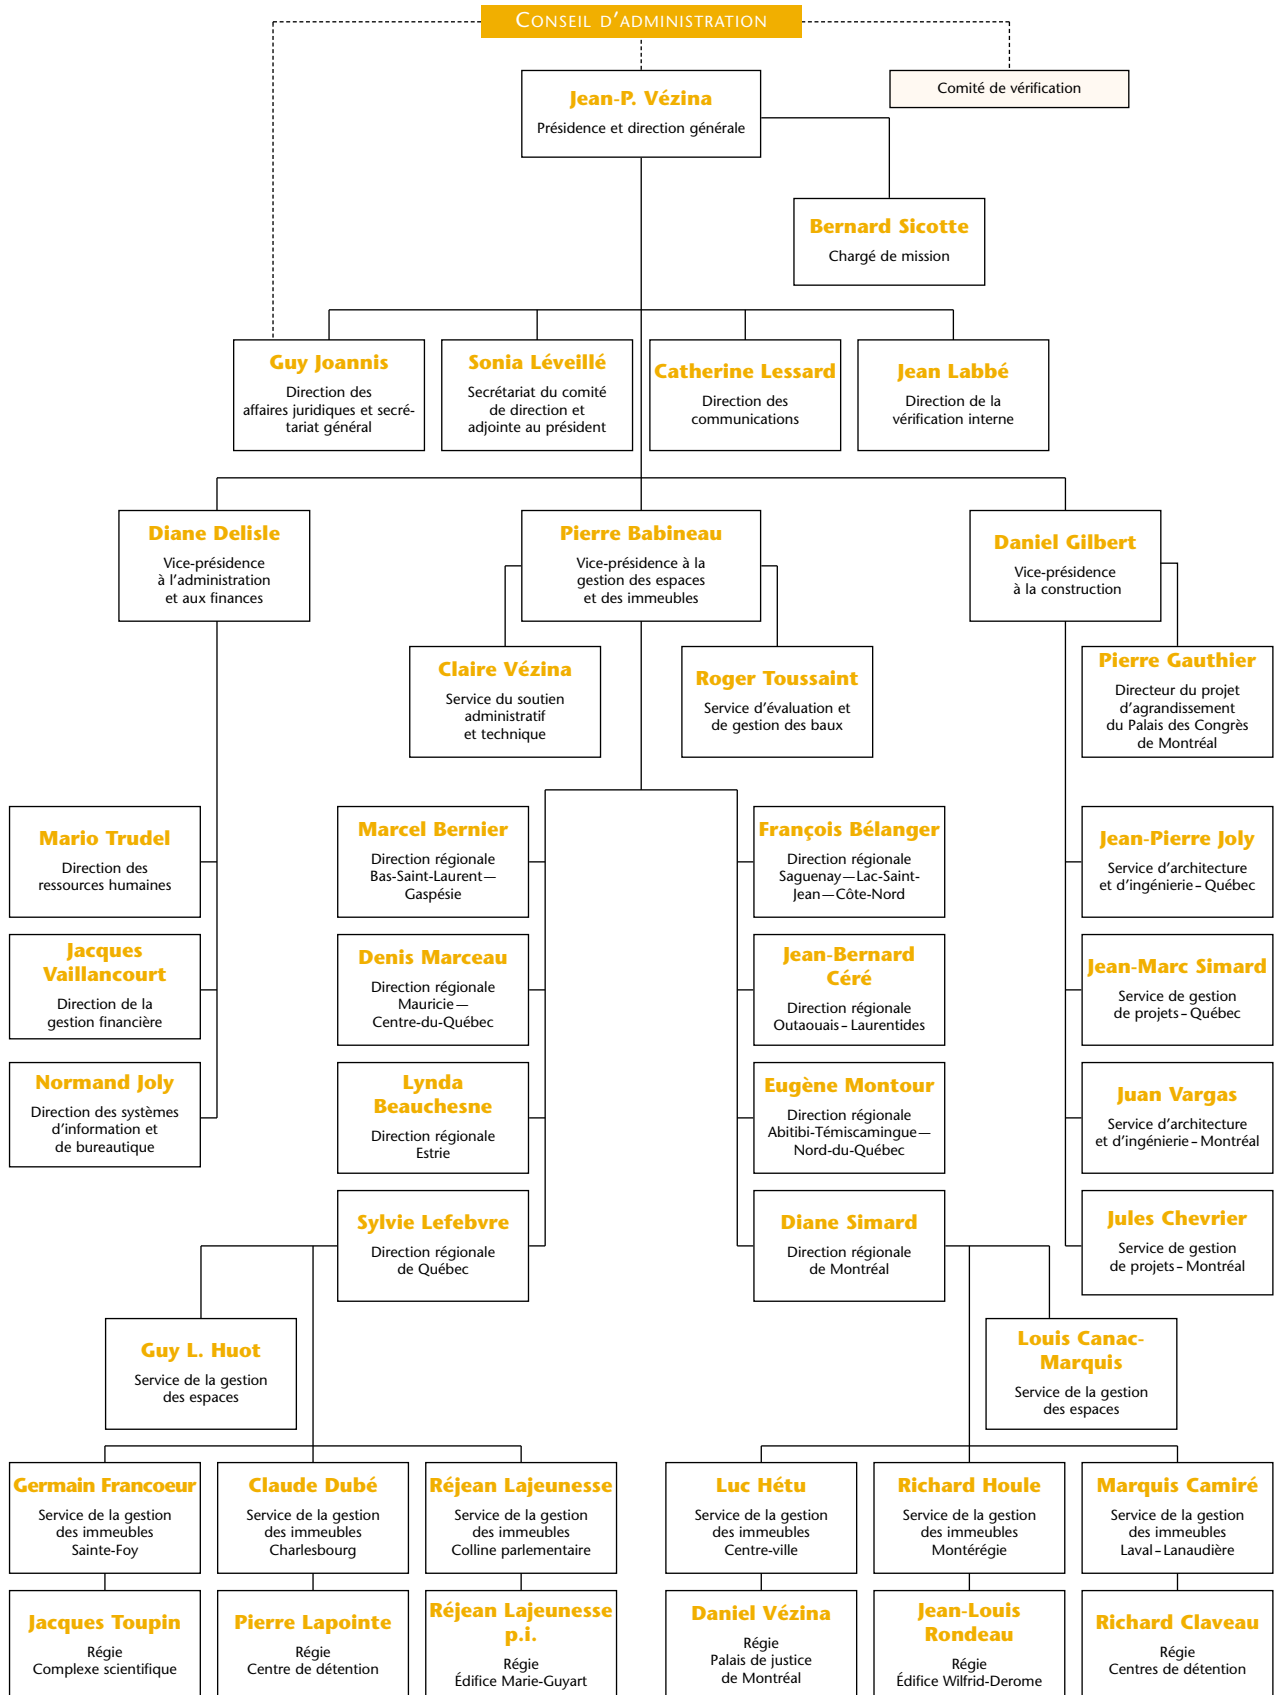 CONSEIL D'ADMINISTRATION
Comité de vérification
Jean-P. Vézina
Présidence et direction générale
Bernard Sicotte
Chargé de mission
Guy Joannis
Direction des
affaires juridiques et secré-
tariat général
Sonia Léveillé
Secrétariat du comité
de direction et
adjointe au président
Catherine Lessard
Direction des
communications
Jean Labbé
Direction de la
vérification interne
Diane Delisle
Vice-présidence
à l'administration
et aux finances
Pierre Babineau
Vice-présidence à la
gestion des espaces
et des immeubles
Daniel Gilbert
Vice-présidence
à la construction
Claire Vézina
Service du soutien
administratif
et technique
Roger Toussaint
Service d'évaluation et
de gestion des baux
Pierre Gauthier
Directeur du projet
d'agrandissement
du Palais des Congrès
de Montréal
Mario Trudel
Direction des
ressources humaines
Marcel Bernier
Direction régionale
Bas-Saint-Laurent—
Gaspésie
François Bélanger
Direction régionale
Saguenay—Lac-Saint-
Jean—Côte-Nord
Jean-Pierre Joly
Service d'architecture
et d'ingénierie – Québec
Jacques
Vaillancourt
Direction de la
gestion financière
Denis Marceau
Direction régionale
Mauricie—
Centre-du-Québec
Jean-Bernard
Céré
Direction régionale
Outaouais – Laurentides
Jean-Marc Simard
Service de gestion
de projets – Québec
Normand Joly
Direction des systèmes
d'information et
de bureautique
Lynda
Beauchesne
Direction régionale
Estrie
Eugène Montour
Direction régionale
Abitibi-Témiscamingue—
Nord-du-Québec
Juan Vargas
Service d'architecture
et d'ingénierie – Montréal
Sylvie Lefebvre
Direction régionale
de Québec
Diane Simard
Direction régionale
de Montréal
Jules Chevrier
Service de gestion
de projets – Montréal
Guy L. Huot
Service de la gestion
des espaces
Louis Canac-
Marquis
Service de la gestion
des espaces
Germain Francoeur
Service de la gestion
des immeubles
Sainte-Foy
Claude Dubé
Service de la gestion
des immeubles
Charlesbourg
Réjean Lajeunesse
Service de la gestion
des immeubles
Colline parlementaire
Luc Hétu
Service de la gestion
des immeubles
Centre-ville
Richard Houle
Service de la gestion
des immeubles
Montérégie
Marquis Camiré
Service de la gestion
des immeubles
Laval – Lanaudière
Jacques Toupin
Régie
Complexe scientifique
Pierre Lapointe
Régie
Centre de détention
Réjean Lajeunesse
p.i.
Régie
Édifice Marie-Guyart
Daniel Vézina
Régie
Palais de justice
de Montréal
Jean-Louis
Rondeau
Régie
Édifice Wilfrid-Derome
Richard Claveau
Régie
Centres de détention